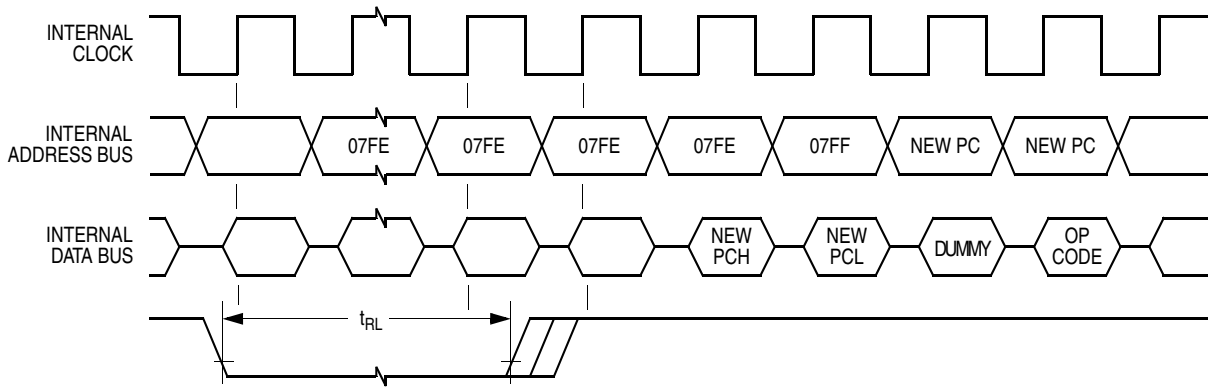 INTERNAL
CLOCK
INTERNAL
ADDRESS BUS
07FE
07FE
07FE
07FE
07FF
NEW PC
NEW PC
INTERNAL
DATA BUS
NEW
PCH
NEW
PCL
DUMMY
OP
CODE
tRL